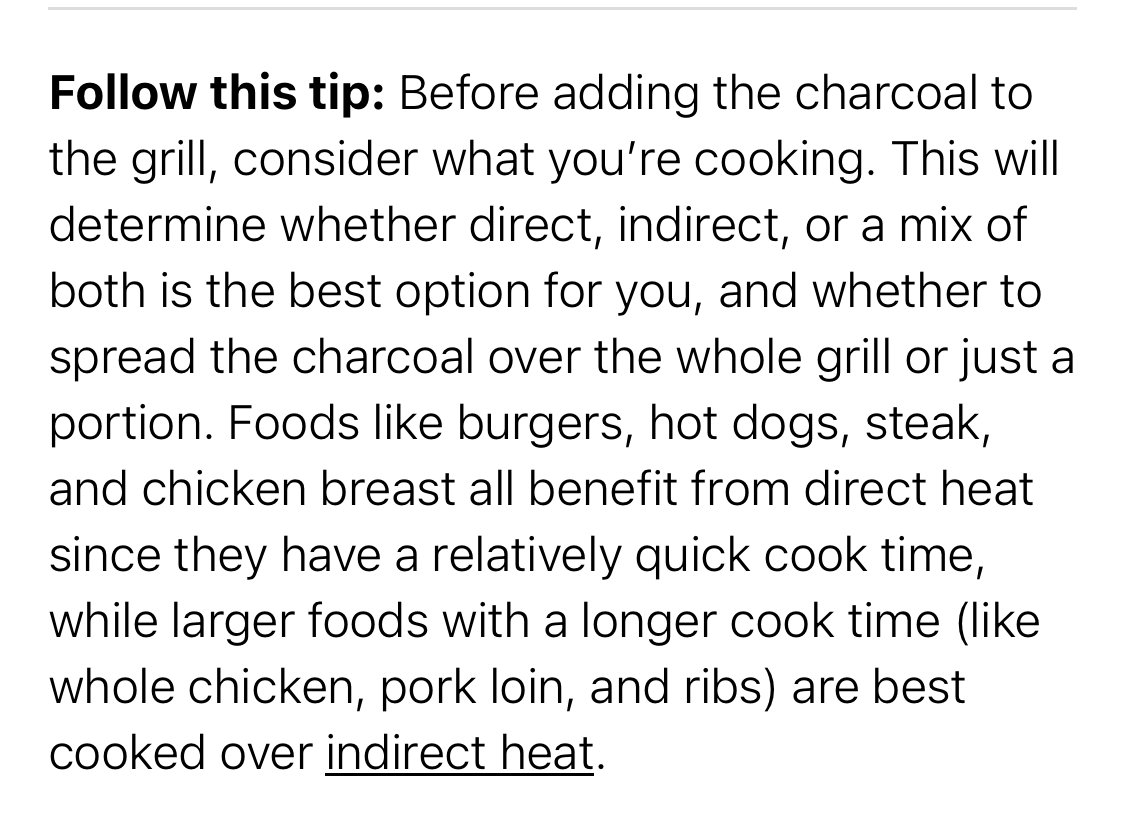 Follow this tip: Before adding the charcoal to
the grill, consider what you’re cooking. This will
determine whether direct, indirect, or a mix of
both is the best option for you, and whether to
spread the charcoal over the whole grill or just a
portion. Foods like burgers, hot dogs, steak,
and chicken breast all benefit from direct heat
since they have a relatively quick cook time,
while larger foods with a longer cook time (like
whole chicken, pork loin, and ribs) are best
cooked over indirect heat.